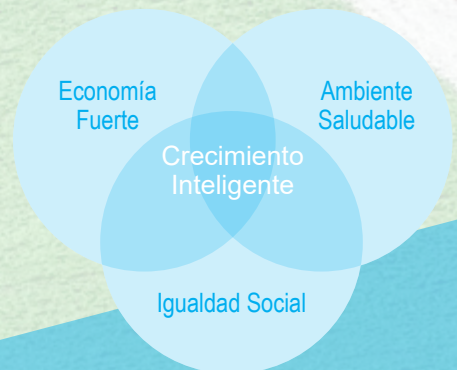 Economía
Fuerte
Ambiente
Saludable
Crecimiento
Inteligente
Igualdad Social